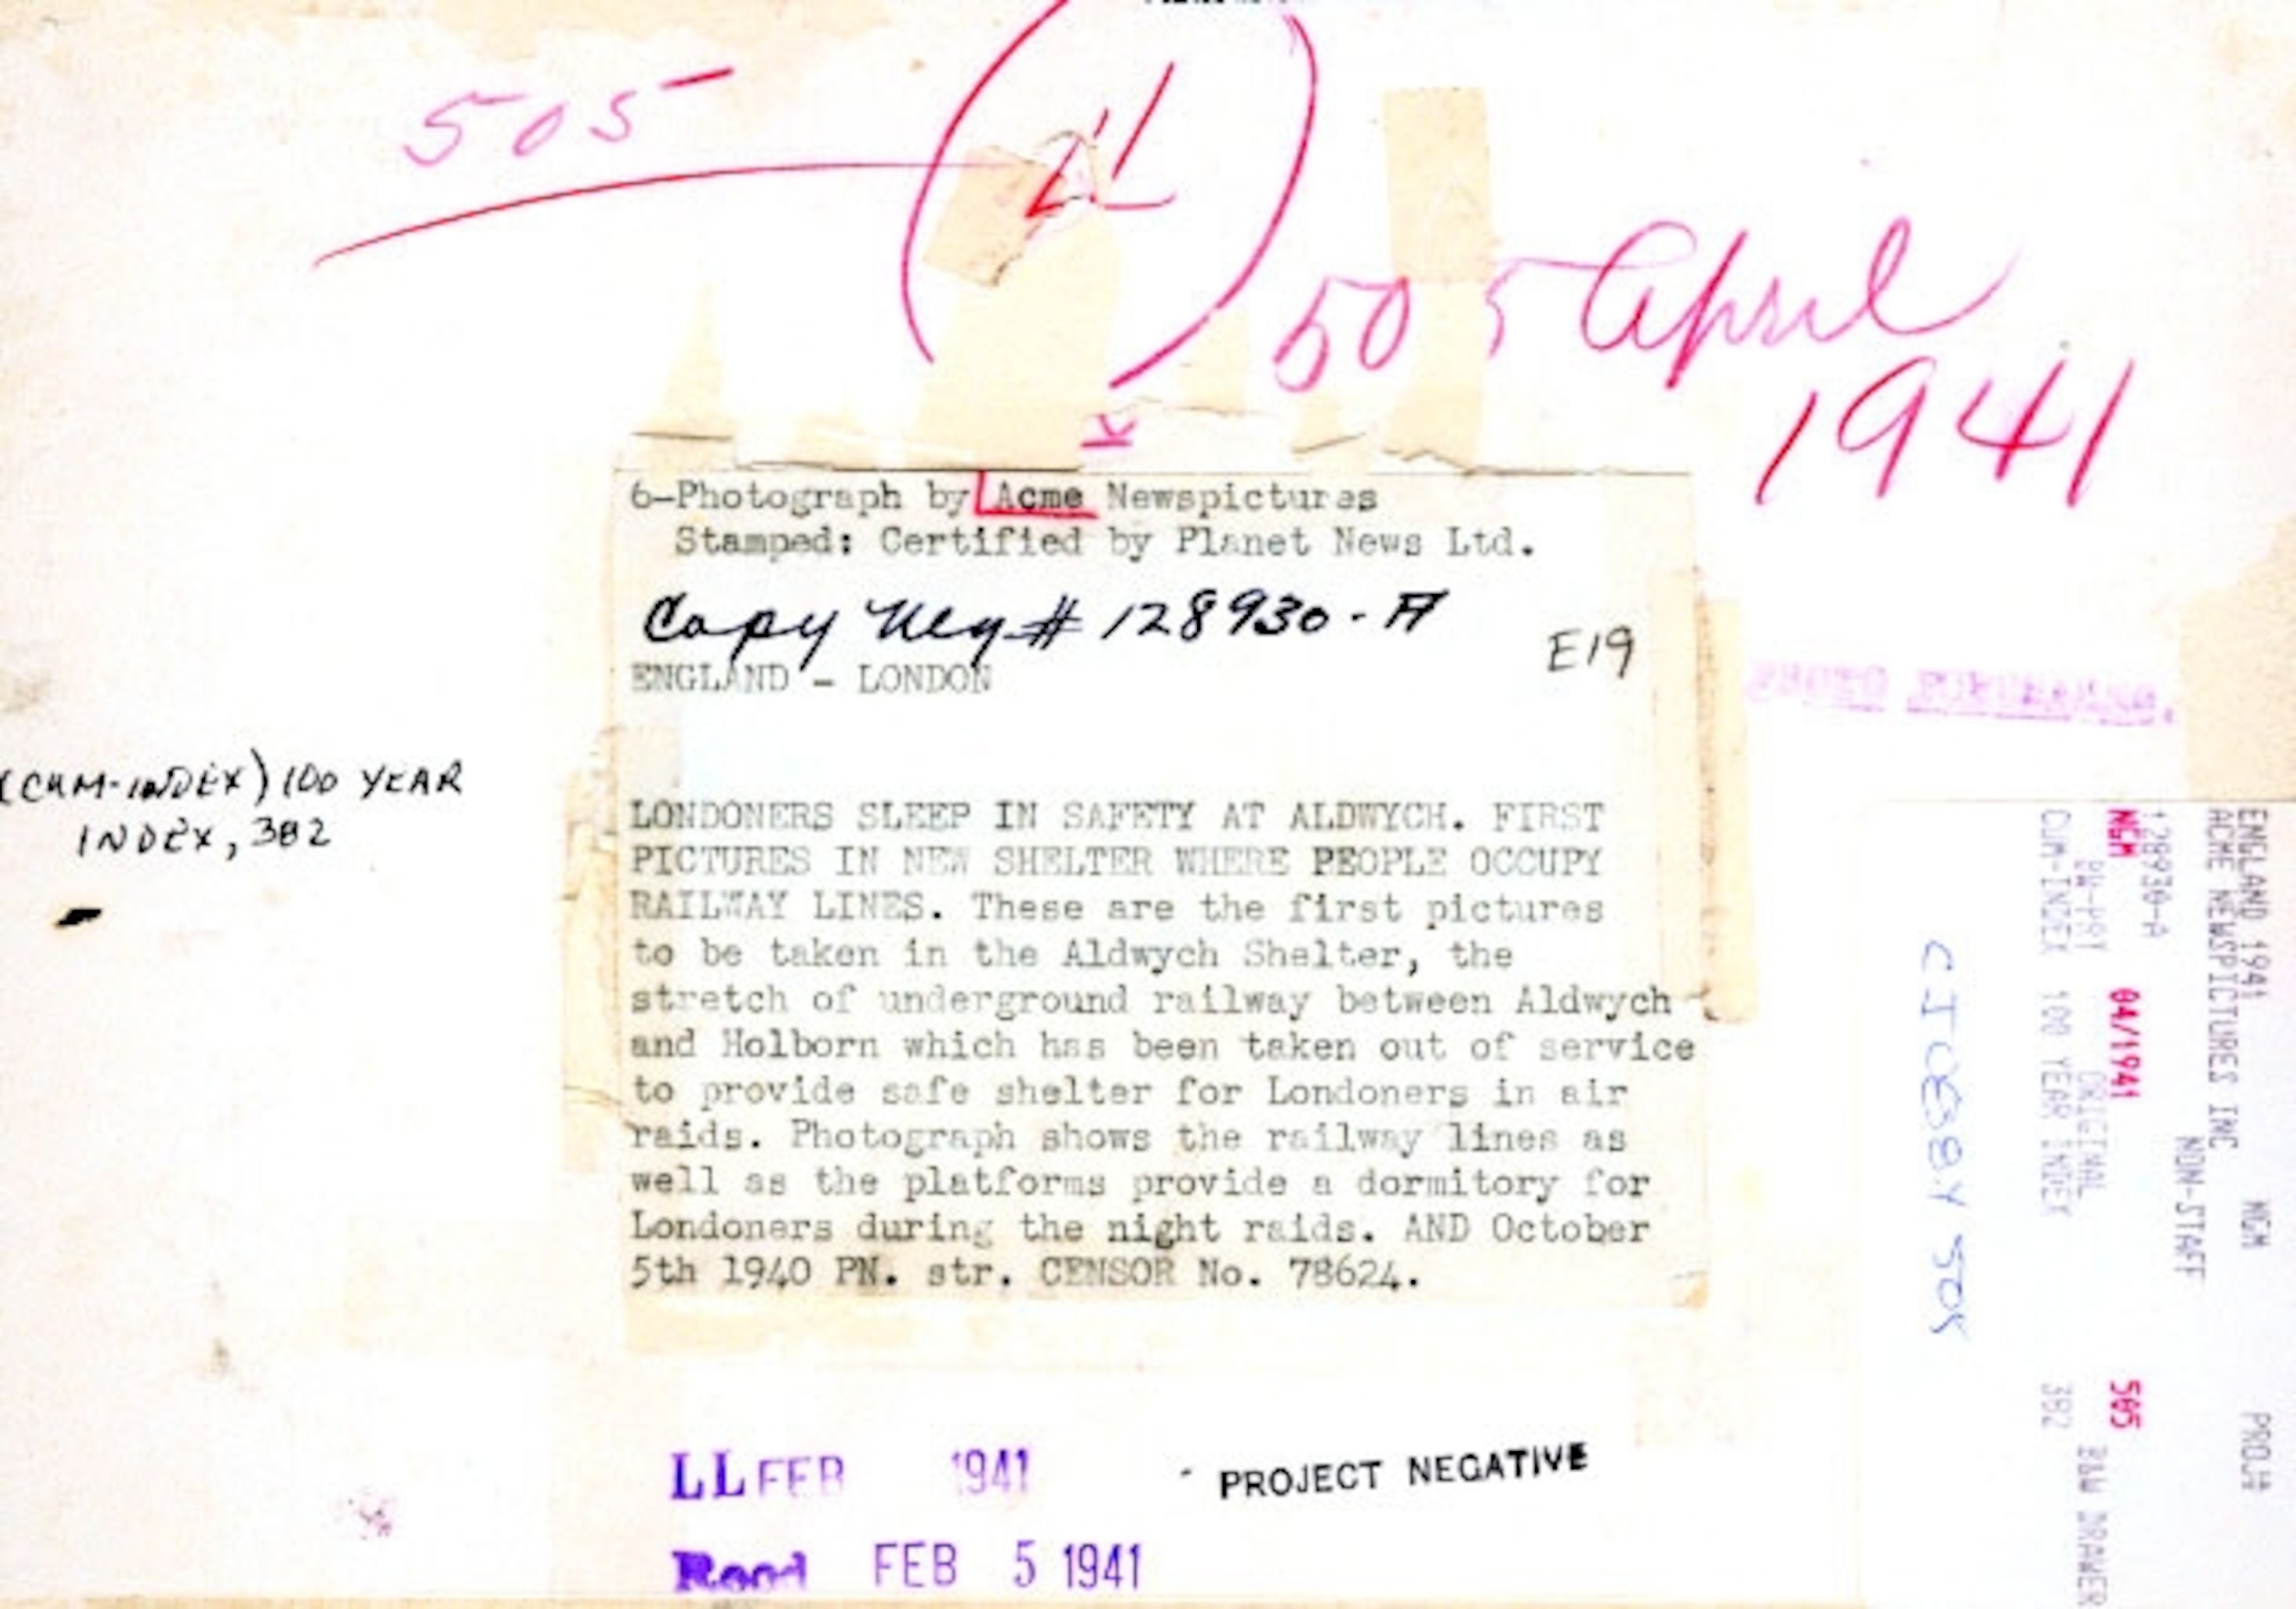 505
50 5 April
1941
K
6-Photograph by Acme Newspictures
Stamped: Certified by Planet News Ltd.
Copy Neg # 128930-A
E19
ENGLAND - LONDON
PHOTO
(CUM-INDEX) 100 YEAR
INDEX, 382
LONDONERS SLEEP IN SAFETY AT ALDWYCH. FIRST
PICTURES IN NEW SHELTER WHERE PEOPLE OCCUPY
RAILWAY LINES. These are the first pictures
to be taken in the Aldwych Shelter, the
stretch of underground railway between Aldwych
and Holborn which has been taken out of service
to provide safe shelter for Londoners in air
raids. Photograph shows the railway lines as
well as the platforms provide a dormitory for
Londoners during the night raids. AND October
5th 1940 PN. str. CENSOR No. 78624.
LL FEB 1941
PROJECT NEGATIVE
Recd FEB 5 1941
ENGLAND 1941 NGM PROJ#
ACME NEWSPICTURES INC
NON-STAFF
128930-A
NGM 04/1941 505
ORIGINAL B&W DRAWER
CUM-INDEX 100 YEAR INDEX 382
505